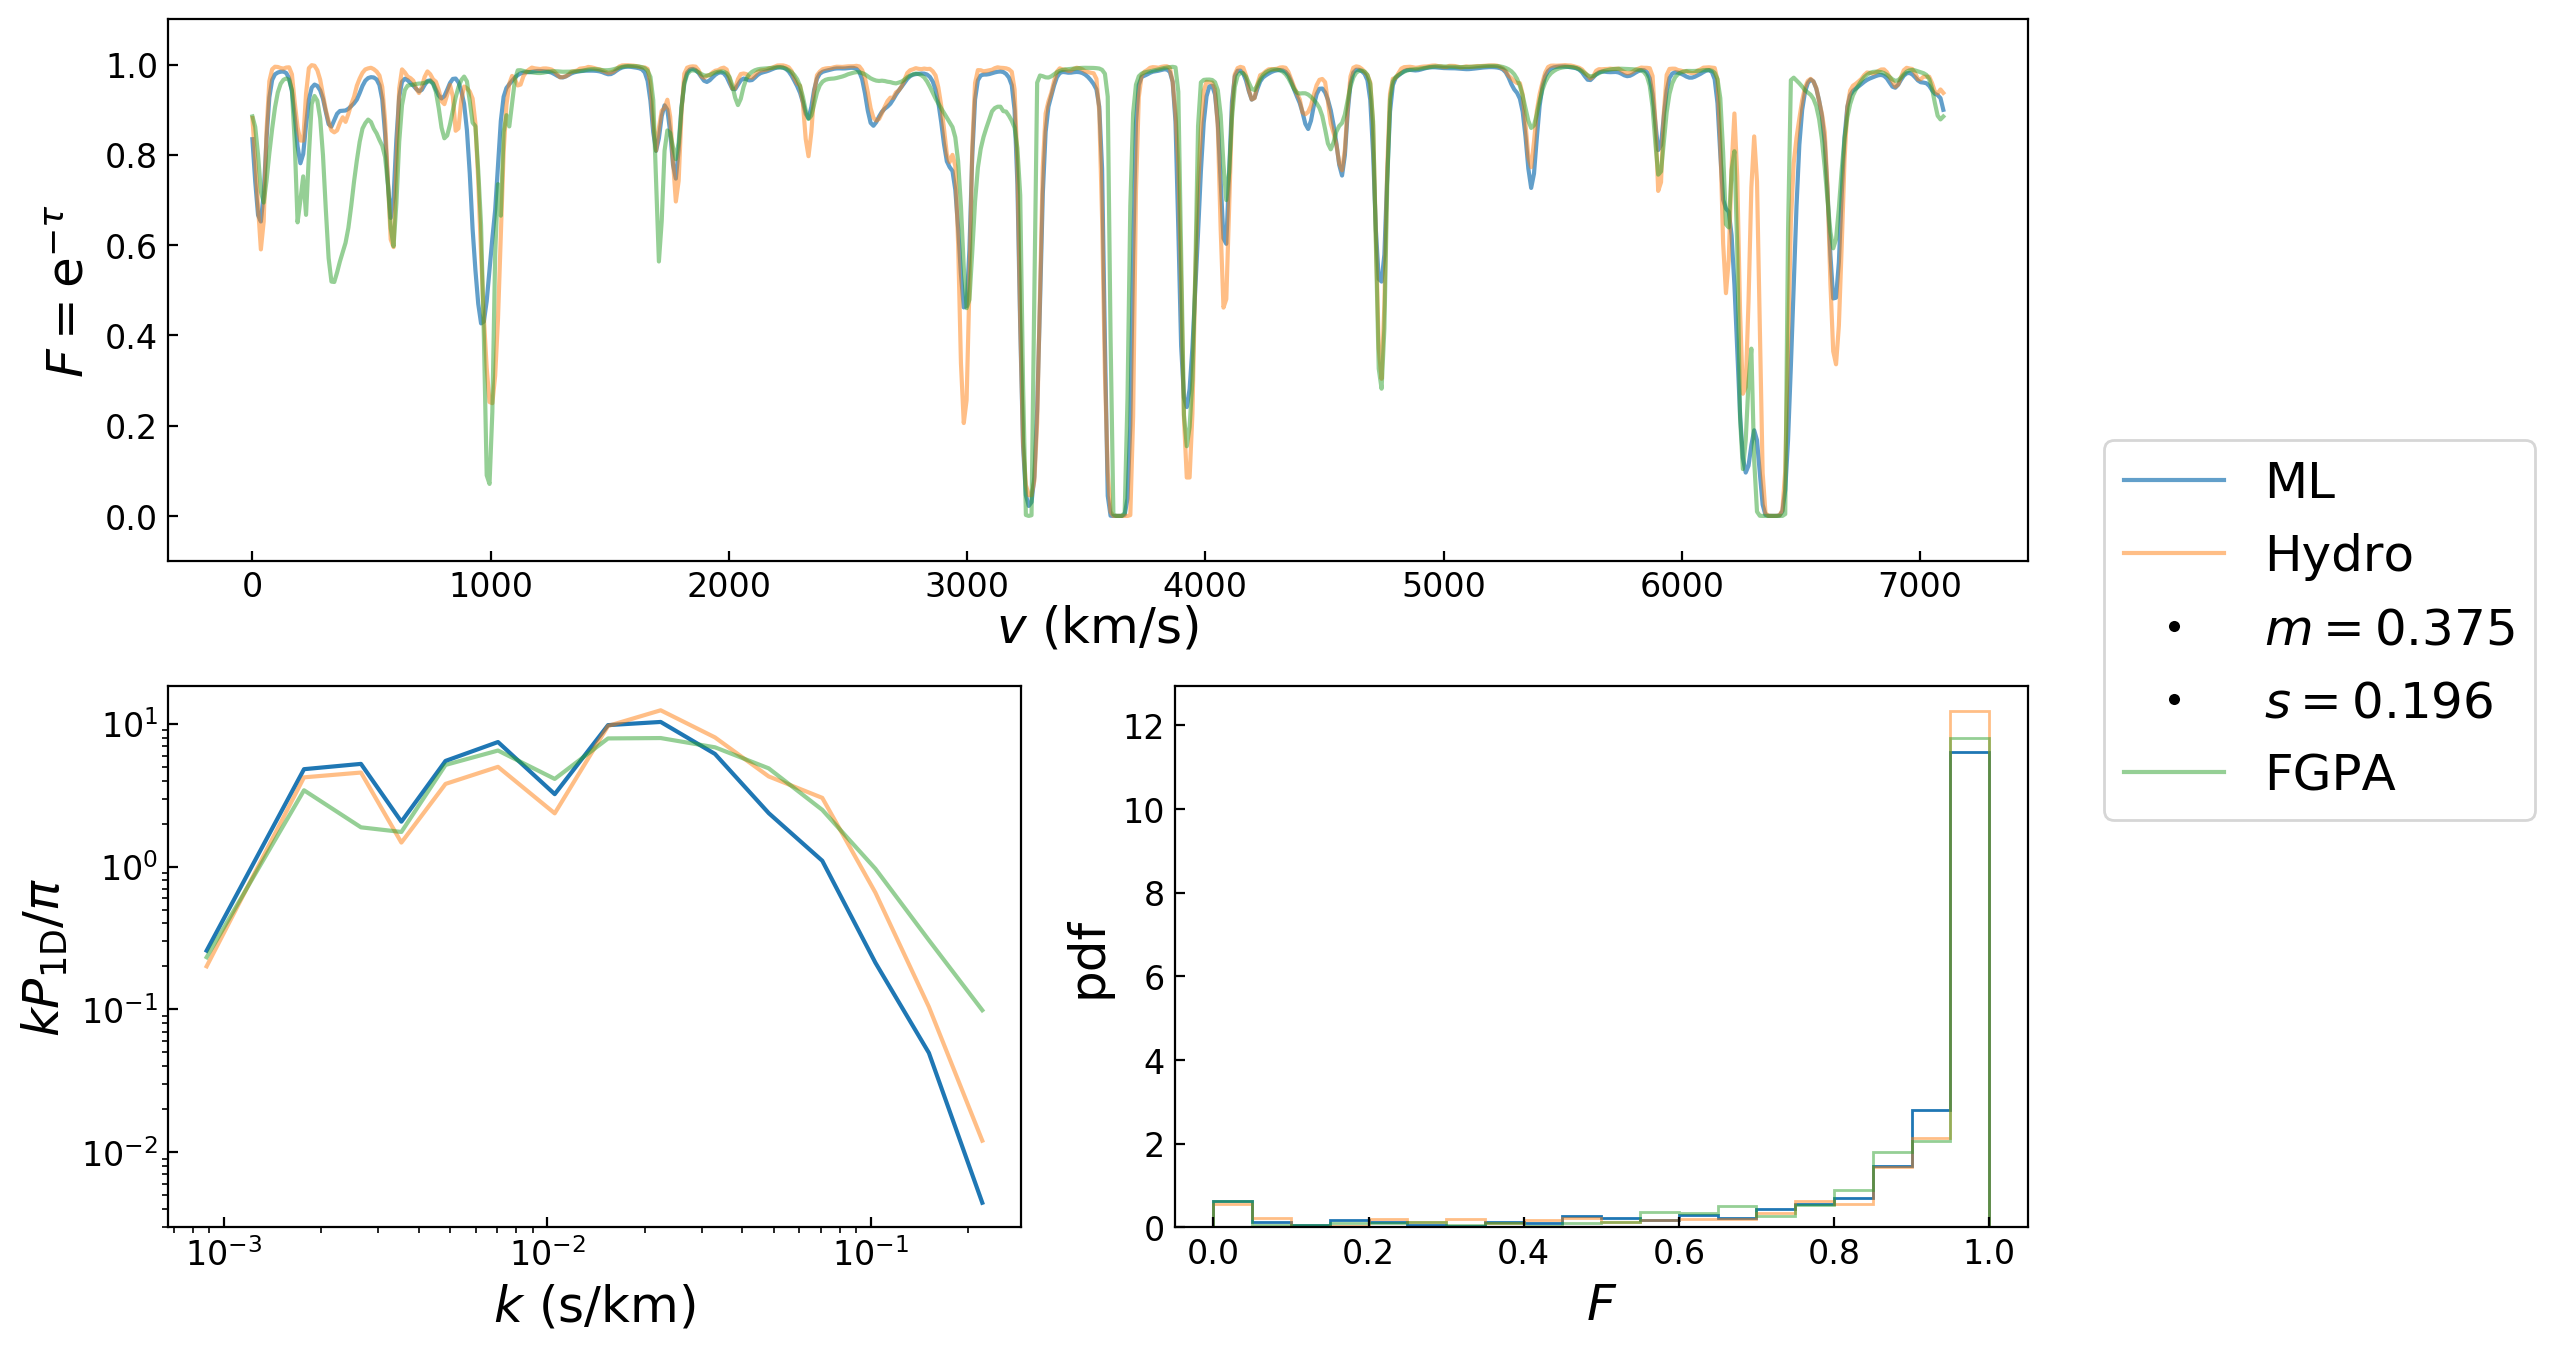 F = e^{-τ}
1.0
0.8
0.6
0.4
0.2
0.0
0 1000 2000 3000 4000 5000 6000 7000
v (km/s)
ML
Hydro
m = 0.375
s = 0.196
FGPA
kP_{1D}/π
10^1
10^0
10^{-1}
10^{-2}
10^{-3} 10^{-2} 10^{-1}
k (s/km)
pdf
12
10
8
6
4
2
0
0.0 0.2 0.4 0.6 0.8 1.0
F